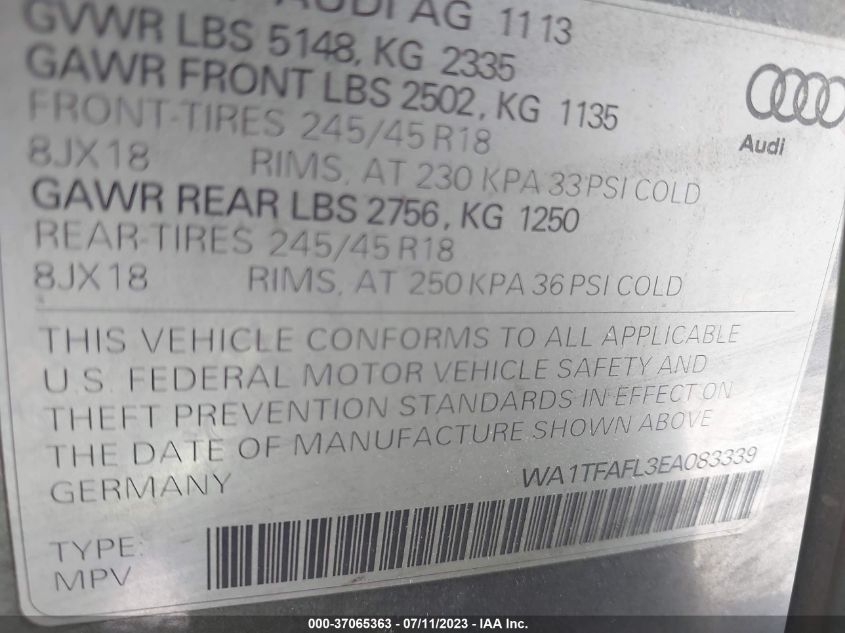 AUDI AG 11 13
GVWR LBS 5148, KG 2335
GAWR FRONT LBS 2502, KG 1135
FRONT-TIRES 245/45 R18
8JX18 RIMS, AT 230 KPA 33 PSI COLD
GAWR REAR LBS 2756, KG 1250
REAR-TIRES 245/45 R18
8JX18 RIMS, AT 250 KPA 36 PSI COLD
Audi
THIS VEHICLE CONFORMS TO ALL APPLICABLE
U.S. FEDERAL MOTOR VEHICLE SAFETY AND
THEFT PREVENTION STANDARDS IN EFFECT ON
THE DATE OF MANUFACTURE SHOWN ABOVE
GERMANY WA1TFAFL3EA083339
TYPE:
MPV
000-37065363 - 07/11/2023 - IAA Inc.